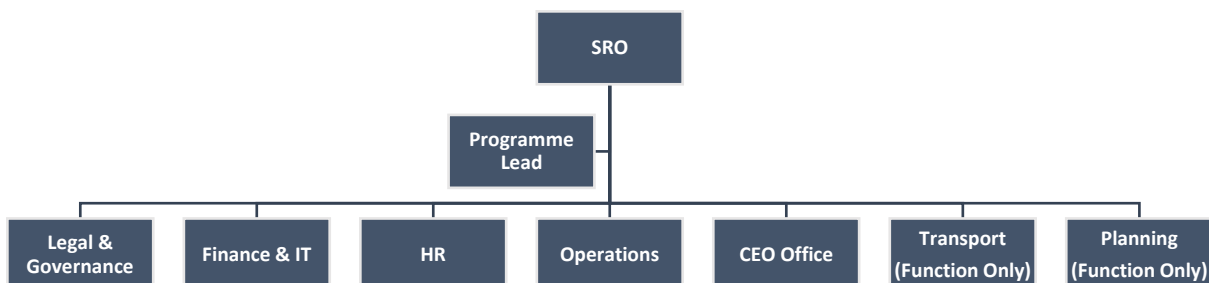 SRO
Programme
Lead
Legal &
Governance
Finance & IT
HR
Operations
CEO Office
Transport
(Function Only)
Planning
(Function Only)